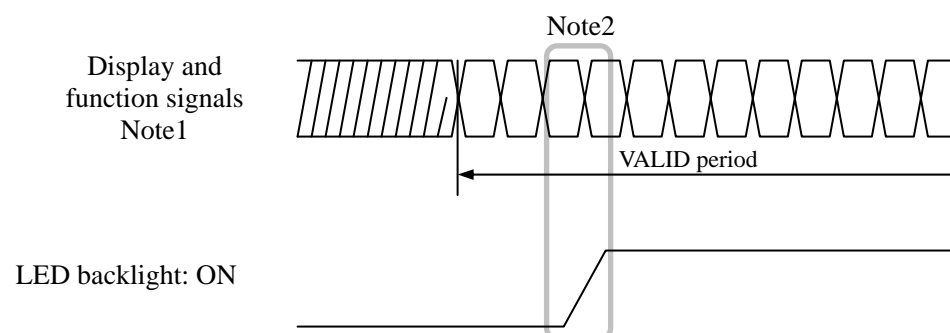 Note2
Display and
function signals
Note1
VALID period
LED backlight: ON